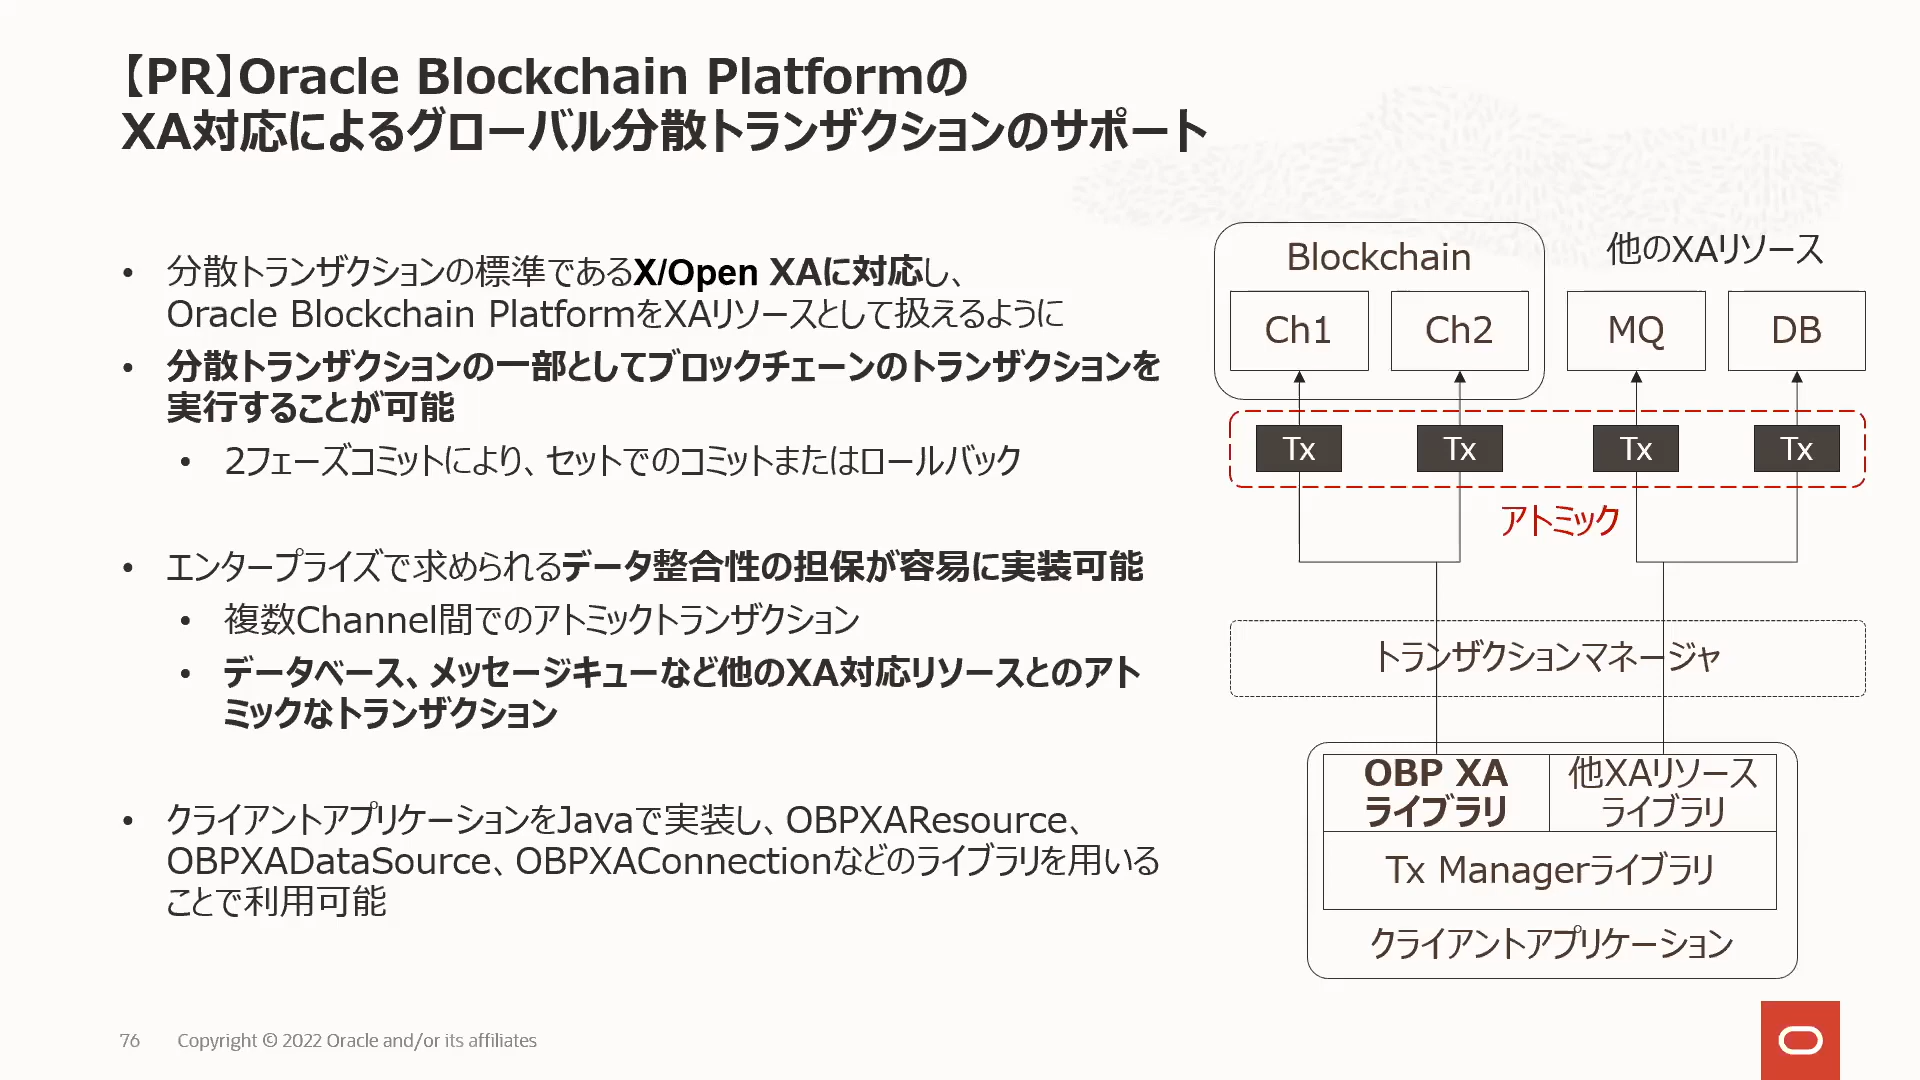 【PR】Oracle Blockchain Platformの
XA対応によるグローバル分散トランザクションのサポート
• 分散トランザクションの標準であるX/Open XAに対応し、
Oracle Blockchain PlatformをXAリソースとして扱えるように
• 分散トランザクションの一部としてブロックチェーンのトランザクションを
実行することが可能
• 2フェーズコミットにより、セットでのコミットまたはロールバック
• エンタープライズで求められるデータ整合性の担保が容易に実装可能
• 複数Channel間でのアトミックトランザクション
• データベース、メッセージキューなど他のXA対応リソースとのアト
ミックなトランザクション
• クライアントアプリケーションをJavaで実装し、OBPXAResource、
OBPXADataSource、OBPXAConnectionなどのライブラリを用いる
ことで利用可能
Blockchain
他のXAリソース
Ch1
Ch2
MQ
DB
Tx
Tx
Tx
Tx
アトミック
トランザクションマネージャ
OBP XA
ライブラリ
他XAリソース
ライブラリ
Tx Managerライブラリ
クライアントアプリケーション
76
Copyright © 2022 Oracle and/or its affiliates